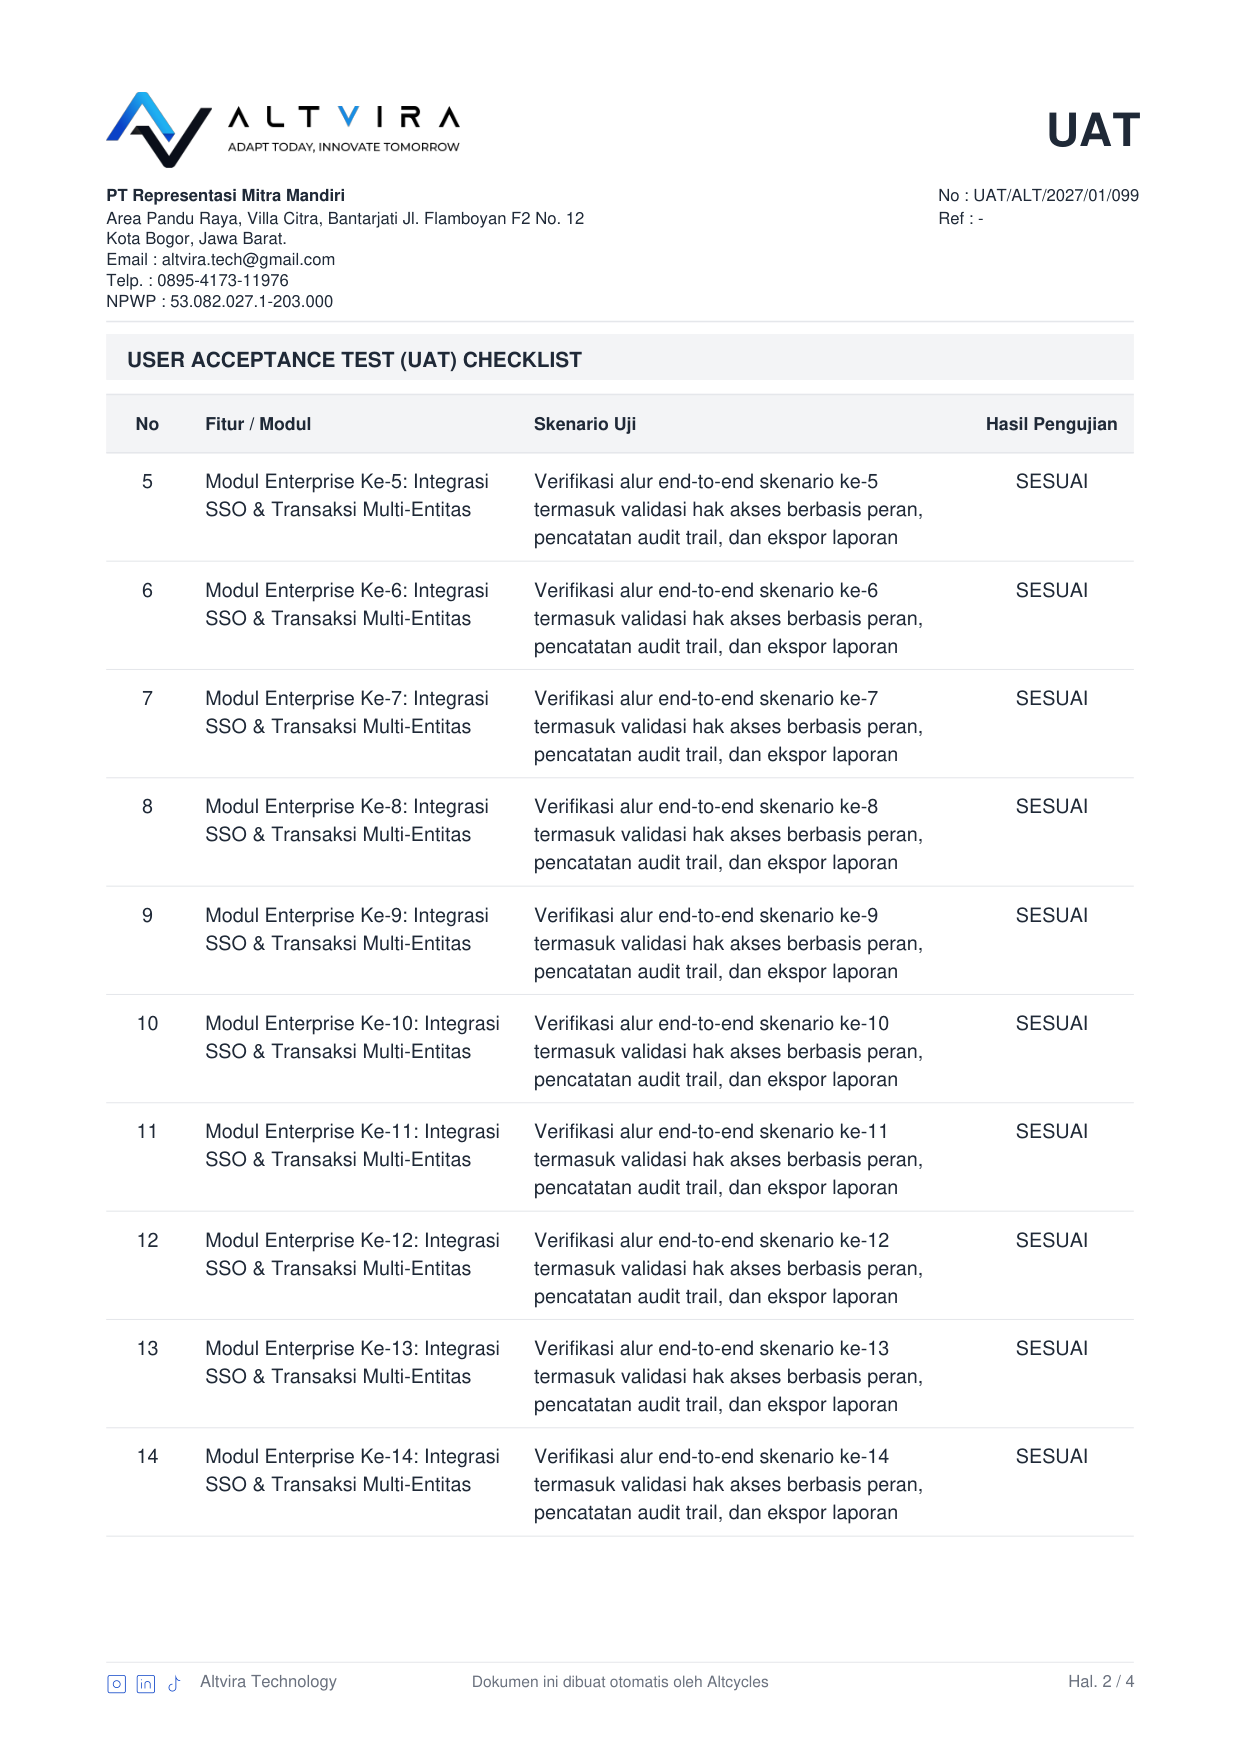 ALTVIRA
ADAPT TODAY, INNOVATE TOMORROW
UAT
PT Representasi Mitra Mandiri
Area Pandu Raya, Villa Citra, Bantarjati Jl. Flamboyan F2 No. 12
Kota Bogor, Jawa Barat.
Email : altvira.tech@gmail.com
Telp. : 0895-4173-11976
NPWP : 53.082.027.1-203.000
No : UAT/ALT/2027/01/099
Ref : -
USER ACCEPTANCE TEST (UAT) CHECKLIST
No Fitur / Modul Skenario Uji Hasil Pengujian
5 Modul Enterprise Ke-5: Integrasi Verifikasi alur end-to-end skenario ke-5 SESUAI
SSO & Transaksi Multi-Entitas termasuk validasi hak akses berbasis peran,
pencatatan audit trail, dan ekspor laporan
6 Modul Enterprise Ke-6: Integrasi Verifikasi alur end-to-end skenario ke-6 SESUAI
SSO & Transaksi Multi-Entitas termasuk validasi hak akses berbasis peran,
pencatatan audit trail, dan ekspor laporan
7 Modul Enterprise Ke-7: Integrasi Verifikasi alur end-to-end skenario ke-7 SESUAI
SSO & Transaksi Multi-Entitas termasuk validasi hak akses berbasis peran,
pencatatan audit trail, dan ekspor laporan
8 Modul Enterprise Ke-8: Integrasi Verifikasi alur end-to-end skenario ke-8 SESUAI
SSO & Transaksi Multi-Entitas termasuk validasi hak akses berbasis peran,
pencatatan audit trail, dan ekspor laporan
9 Modul Enterprise Ke-9: Integrasi Verifikasi alur end-to-end skenario ke-9 SESUAI
SSO & Transaksi Multi-Entitas termasuk validasi hak akses berbasis peran,
pencatatan audit trail, dan ekspor laporan
10 Modul Enterprise Ke-10: Integrasi Verifikasi alur end-to-end skenario ke-10 SESUAI
SSO & Transaksi Multi-Entitas termasuk validasi hak akses berbasis peran,
pencatatan audit trail, dan ekspor laporan
11 Modul Enterprise Ke-11: Integrasi Verifikasi alur end-to-end skenario ke-11 SESUAI
SSO & Transaksi Multi-Entitas termasuk validasi hak akses berbasis peran,
pencatatan audit trail, dan ekspor laporan
12 Modul Enterprise Ke-12: Integrasi Verifikasi alur end-to-end skenario ke-12 SESUAI
SSO & Transaksi Multi-Entitas termasuk validasi hak akses berbasis peran,
pencatatan audit trail, dan ekspor laporan
13 Modul Enterprise Ke-13: Integrasi Verifikasi alur end-to-end skenario ke-13 SESUAI
SSO & Transaksi Multi-Entitas termasuk validasi hak akses berbasis peran,
pencatatan audit trail, dan ekspor laporan
14 Modul Enterprise Ke-14: Integrasi Verifikasi alur end-to-end skenario ke-14 SESUAI
SSO & Transaksi Multi-Entitas termasuk validasi hak akses berbasis peran,
pencatatan audit trail, dan ekspor laporan
in Altvira Technology Dokumen ini dibuat otomatis oleh Altcycles Hal. 2 / 4